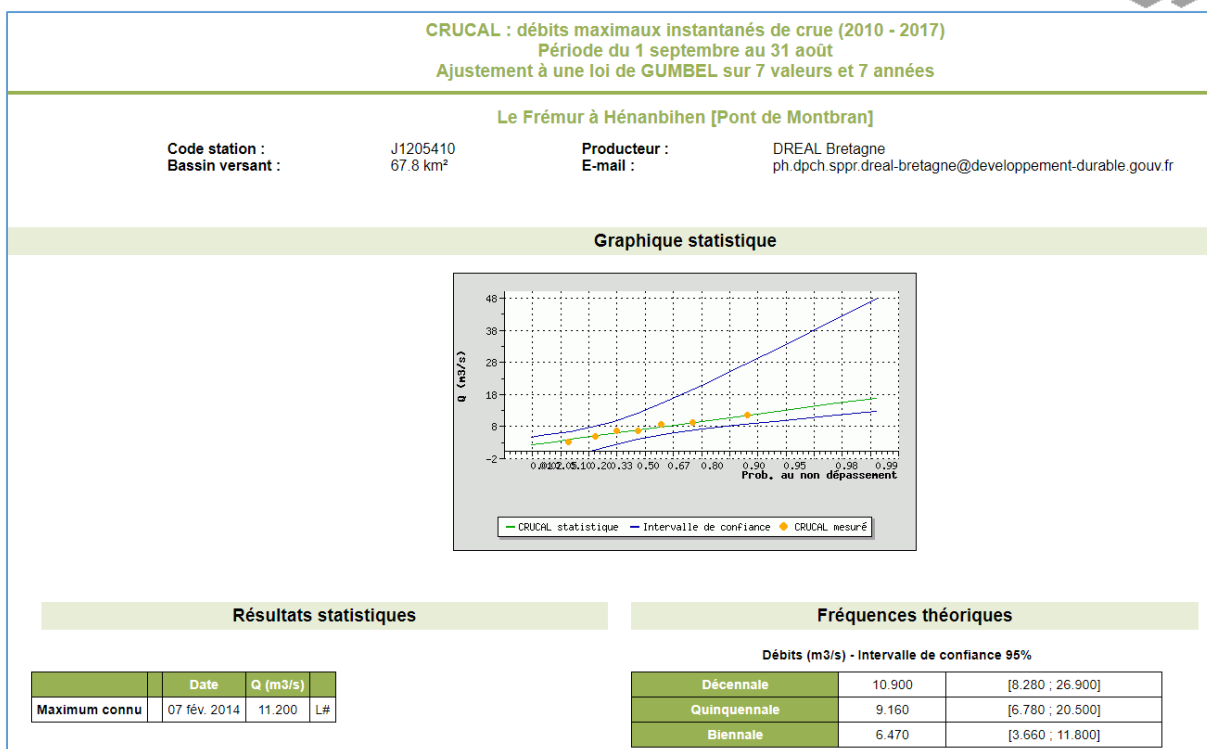 CRUCAL : débits maximaux instantanés de crue (2010 - 2017)
Période du 1 septembre au 31 août
Ajustement à une loi de GUMBEL sur 7 valeurs et 7 années
Le Frémur à Hénanbihen [Pont de Montbran]
Code station : J1205410 Producteur : DREAL Bretagne
Bassin versant : 67.8 km² E-mail : ph.dpch.sppr.dreal-bretagne@developpement-durable.gouv.fr
Graphique statistique
48
38
28
18
8
-2
Q (m3/s)
0.33 0.50 0.67 0.80 0.90 0.95 0.98 0.99
Prob. au non dépassement
CRUCAL statistique Intervalle de confiance CRUCAL mesuré
Résultats statistiques
Date Q (m3/s)
Maximum connu 07 fév. 2014 11.200 L#
Fréquences théoriques
Débits (m3/s) - Intervalle de confiance 95%
Décennale 10.900 [8.280 ; 26.900]
Quinquennale 9.160 [6.780 ; 20.500]
Biennale 6.470 [3.660 ; 11.800]